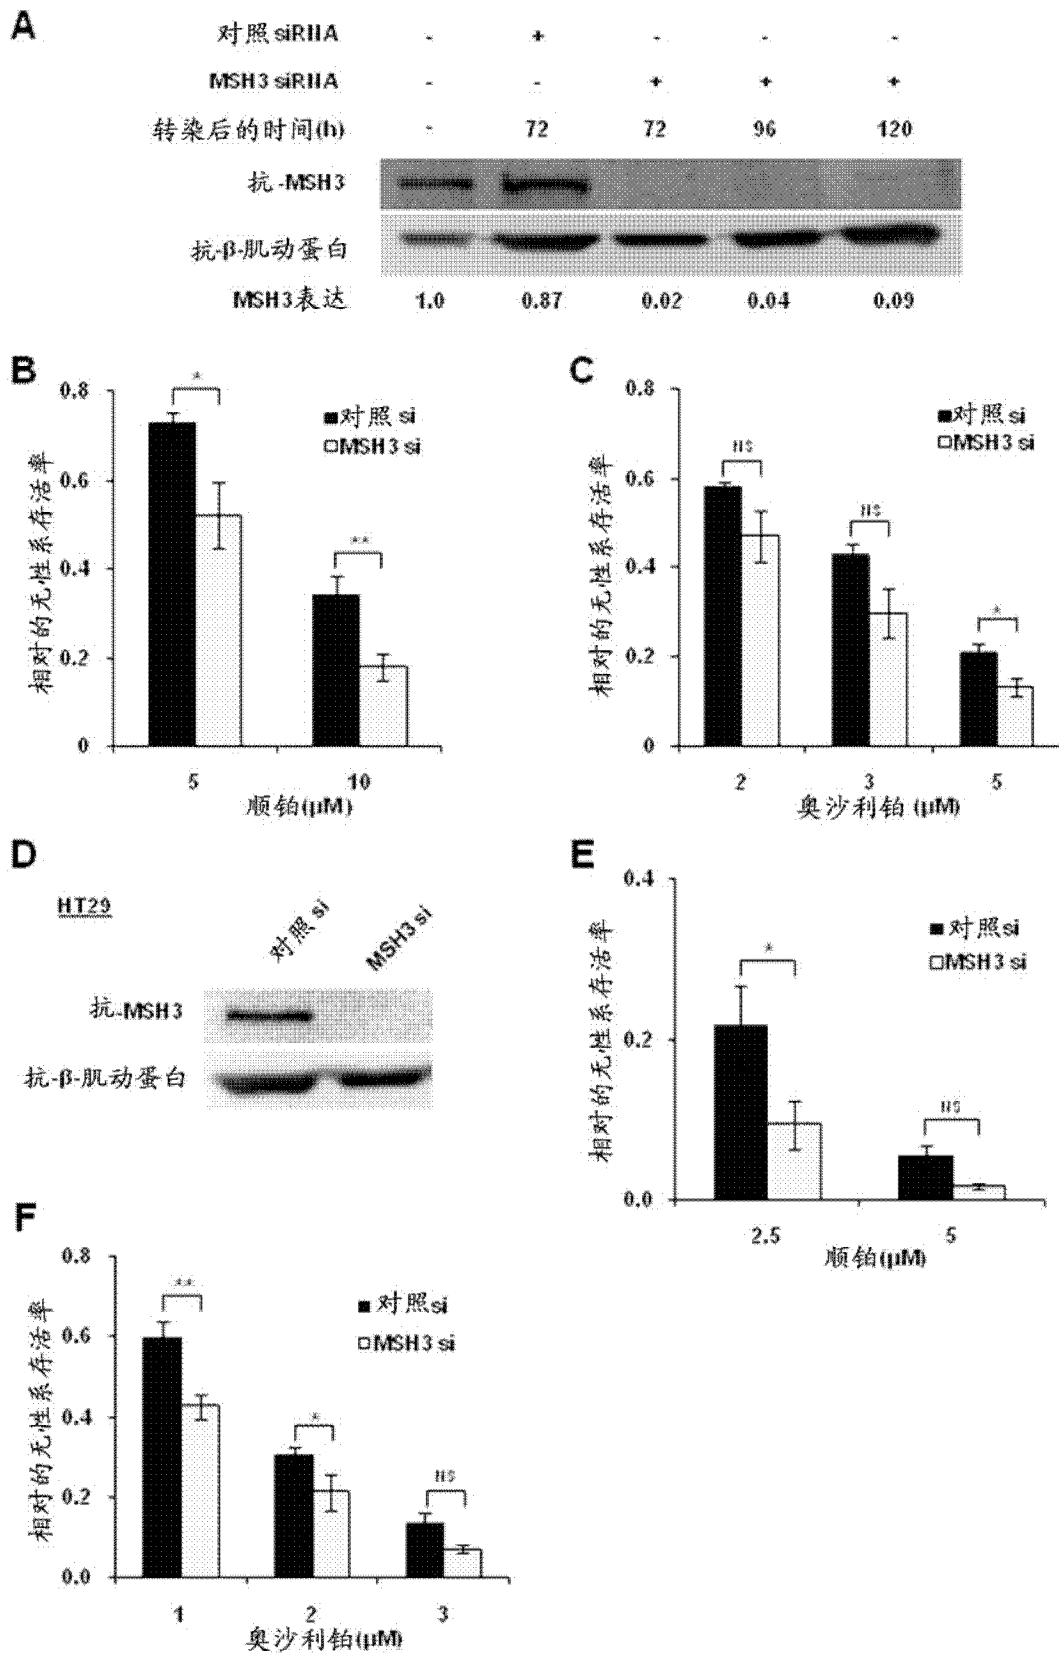 A
对照 siRNA - + - - -
MSH3 siRNA - - + + +
转染后的时间(h) - 72 72 96 120
抗-MSH3
抗-β-肌动蛋白
MSH3表达 1.0 0.87 0.02 0.04 0.09
B
相对的无性系存活率
0.8
0.6
0.4
0.2
0
*
**
对照 si
MSH3 si
5 10
顺铂(μM)
C
相对的无性系存活率
0.8
0.6
0.4
0.2
0
NS
NS
*
对照 si
MSH3 si
2 3 5
奥沙利铂 (μM)
D
HT29
对照 si
MSH3 si
抗-MSH3
抗-β-肌动蛋白
E
相对的无性系存活率
0.4
0.2
0.0
*
NS
对照 si
MSH3 si
2.5 5
顺铂(μM)
F
相对的无性系存活率
0.8
0.6
0.4
0.2
0.0
**
*
NS
对照 si
MSH3 si
1 2 3
奥沙利铂(μM)